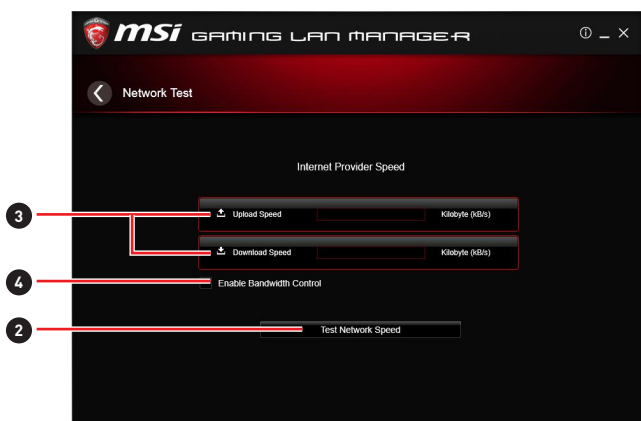 msi GAMING LAN MANAGER
Network Test
Internet Provider Speed
3 Upload Speed Kilobyte (kB/s)
Download Speed Kilobyte (kB/s)
4 Enable Bandwidth Control
2 Test Network Speed